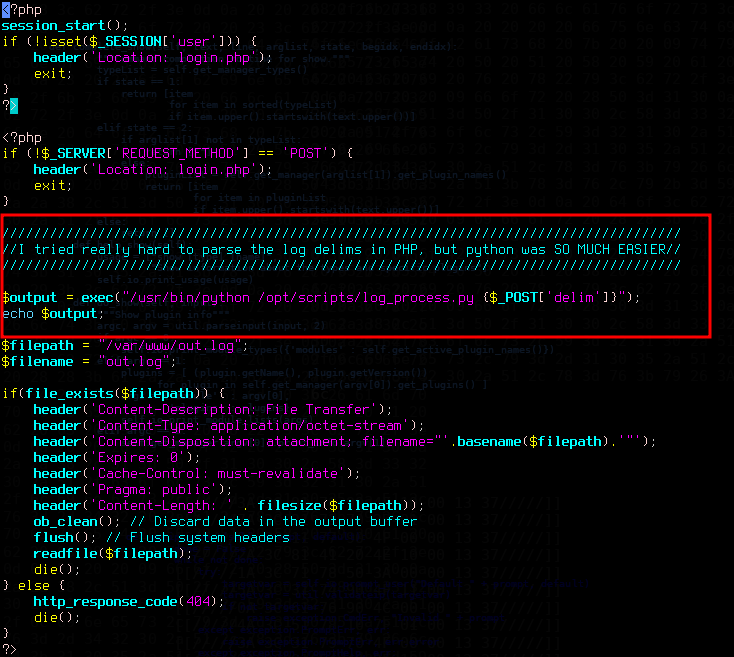 <?php
session_start();
if (!isset($_SESSION['user'])) {
    header('Location: login.php');
    exit;
}
?>

<?php
if (!$_SERVER['REQUEST_METHOD'] == 'POST') {
    header('Location: login.php');
    exit;
}

/////////////////////////////////////////////////////////////////////////////////////
//I tried really hard to parse the log delims in PHP, but python was SO MUCH EASIER//
/////////////////////////////////////////////////////////////////////////////////////

$output = exec("/usr/bin/python /opt/scripts/log_process.py {$_POST['delim']}");
echo $output;

$filepath = "/var/www/out.log";
$filename = "out.log";

if(file_exists($filepath)) {
    header('Content-Description: File Transfer');
    header('Content-Type: application/octet-stream');
    header('Content-Disposition: attachment; filename="'.basename($filepath).'"');
    header('Expires: 0');
    header('Cache-Control: must-revalidate');
    header('Pragma: public');
    header('Content-Length: ' . filesize($filepath));
    ob_clean(); // Discard data in the output buffer
    flush(); // Flush system headers
    readfile($filepath);
    die();
} else {
    http_response_code(404);
    die();
}
?>